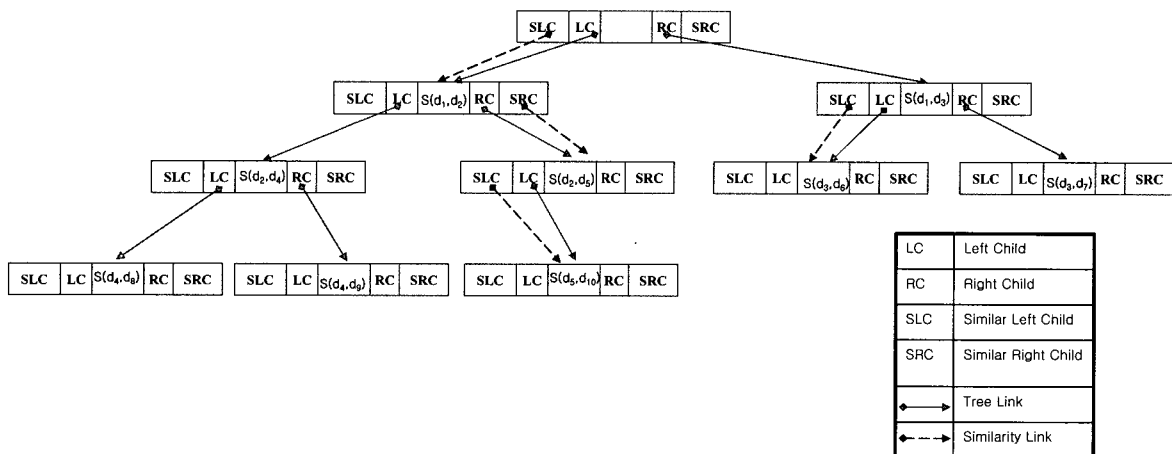 SLC LC RC SRC
SLC LC S(d₁,d₂) RC SRC
SLC LC S(d₁,d₃) RC SRC
SLC LC S(d₂,d₄) RC SRC
SLC LC S(d₂,d₅) RC SRC
SLC LC S(d₃,d₆) RC SRC
SLC LC S(d₃,d₇) RC SRC
SLC LC S(d₄,d₈) RC SRC
SLC LC S(d₄,d₉) RC SRC
SLC LC S(d₅,d₁₀) RC SRC
LC Left Child
RC Right Child
SLC Similar Left Child
SRC Similar Right Child
Tree Link
Similarity Link